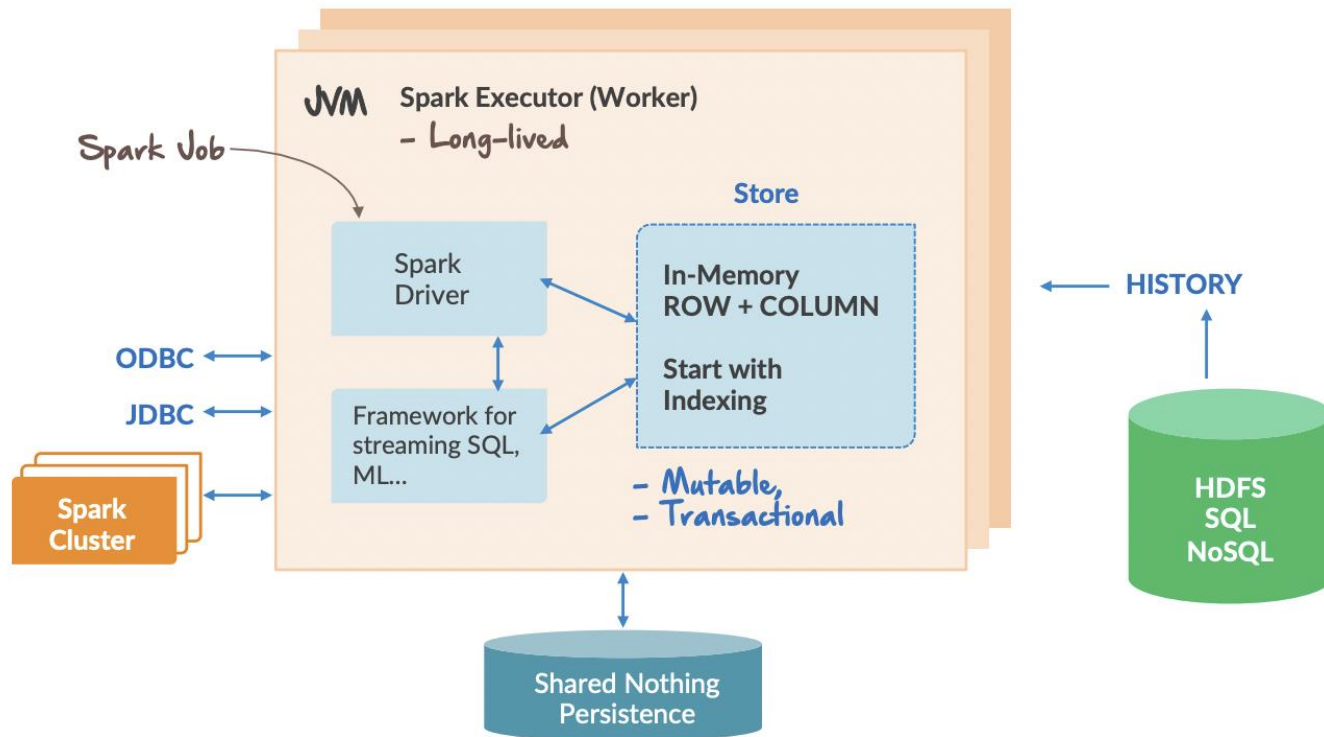 JVM
Spark Executor (Worker)
- Long-lived
Spark Job
Store
Spark
Driver
In-Memory
ROW + COLUMN
Start with
Indexing
HISTORY
ODBC
JDBC
Framework for
streaming SQL,
ML...
- Mutable,
- Transactional
Spark
Cluster
HDFS
SQL
NoSQL
Shared Nothing
Persistence